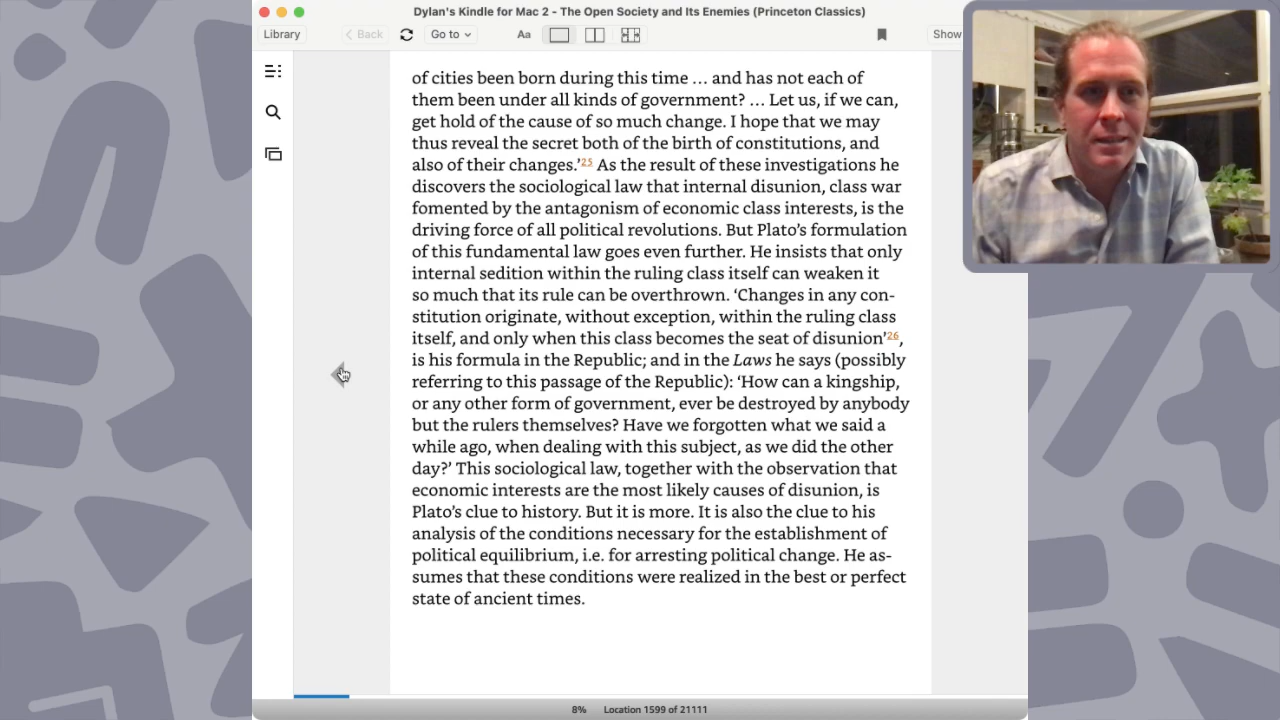 Dylan's Kindle for Mac 2 - The Open Society and Its Enemies (Princeton Classics)
Library
Back
Go to
Aa
Show
of cities been born during this time … and has not each of
them been under all kinds of government? … Let us, if we can,
get hold of the cause of so much change. I hope that we may
thus reveal the secret both of the birth of constitutions, and
also of their changes.’25 As the result of these investigations he
discovers the sociological law that internal disunion, class war
fomented by the antagonism of economic class interests, is the
driving force of all political revolutions. But Plato’s formulation
of this fundamental law goes even further. He insists that only
internal sedition within the ruling class itself can weaken it
so much that its rule can be overthrown. ‘Changes in any con-
stitution originate, without exception, within the ruling class
itself, and only when this class becomes the seat of disunion’26,
is his formula in the Republic; and in the Laws he says (possibly
referring to this passage of the Republic): ‘How can a kingship,
or any other form of government, ever be destroyed by anybody
but the rulers themselves? Have we forgotten what we said a
while ago, when dealing with this subject, as we did the other
day?’ This sociological law, together with the observation that
economic interests are the most likely causes of disunion, is
Plato’s clue to history. But it is more. It is also the clue to his
analysis of the conditions necessary for the establishment of
political equilibrium, i.e. for arresting political change. He as-
sumes that these conditions were realized in the best or perfect
state of ancient times.
8% Location 1599 of 21111